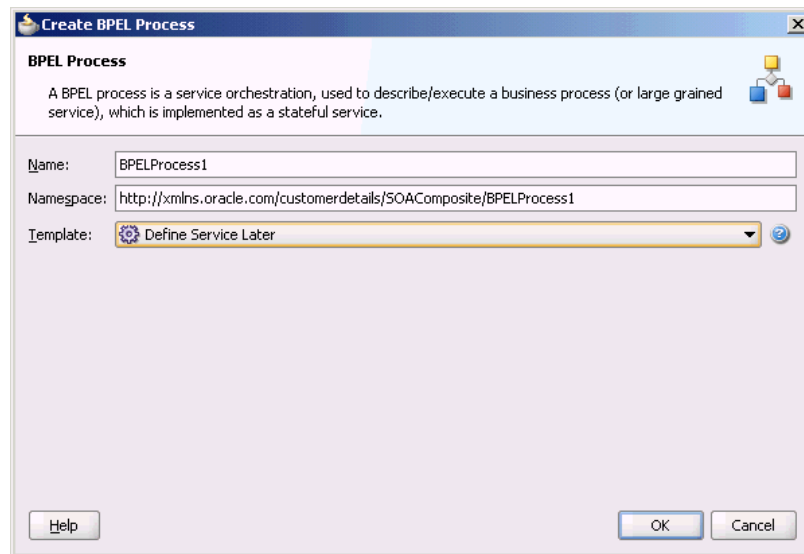 Create BPEL Process
BPEL Process
A BPEL process is a service orchestration, used to describe/execute a business process (or large grained
service), which is implemented as a stateful service.
Name: BPELProcess1
Namespace: http://xmlns.oracle.com/customerdetails/SOAComposite/BPELProcess1
Template: Define Service Later
Help OK Cancel